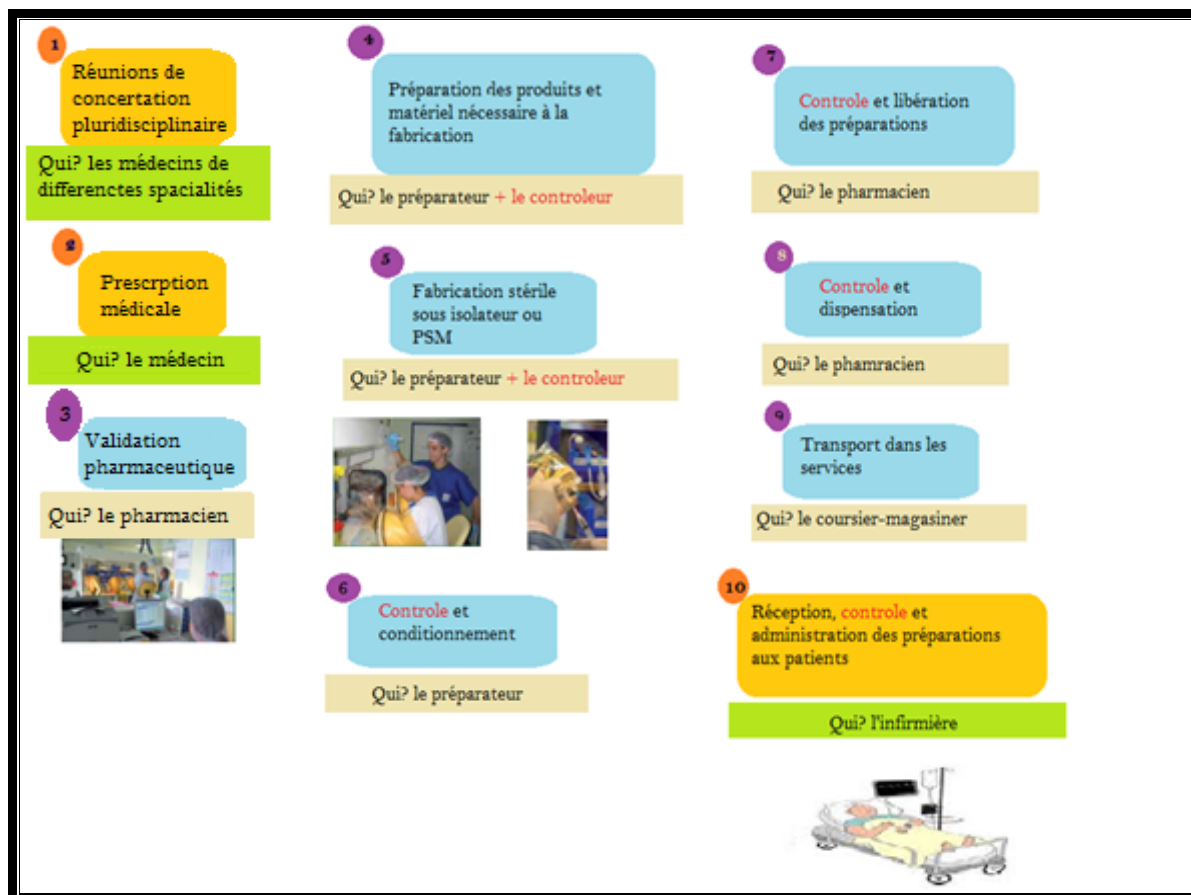 1
Réunions de
concertation
pluridisciplinaire
Qui? les médecins de
differenctes spacialités
2
Prescrption
médicale
Qui? le médecin
3
Validation
pharmaceutique
Qui? le pharmacien
4
Préparation des produits et
matériel nécessaire à la
fabrication
Qui? le préparateur + le controleur
5
Fabrication stérile
sous isolateur ou
PSM
Qui? le préparateur + le controleur
6
Controle et
conditionnement
Qui? le préparateur
7
Controle et libération
des préparations
Qui? le pharmacien
8
Controle et
dispensation
Qui? le phamracien
9
Transport dans les
services
Qui? le coursier-magasiner
10
Réception, controle et
administration des préparations
aux patients
Qui? l'infirmière